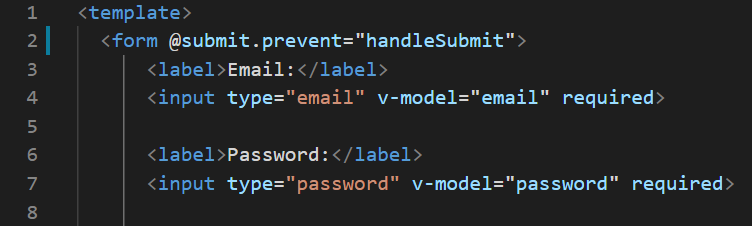 1 <template>
2 <form @submit.prevent="handleSubmit">
3 <label>Email:</label>
4 <input type="email" v-model="email" required>
5
6 <label>Password:</label>
7 <input type="password" v-model="password" required>
8